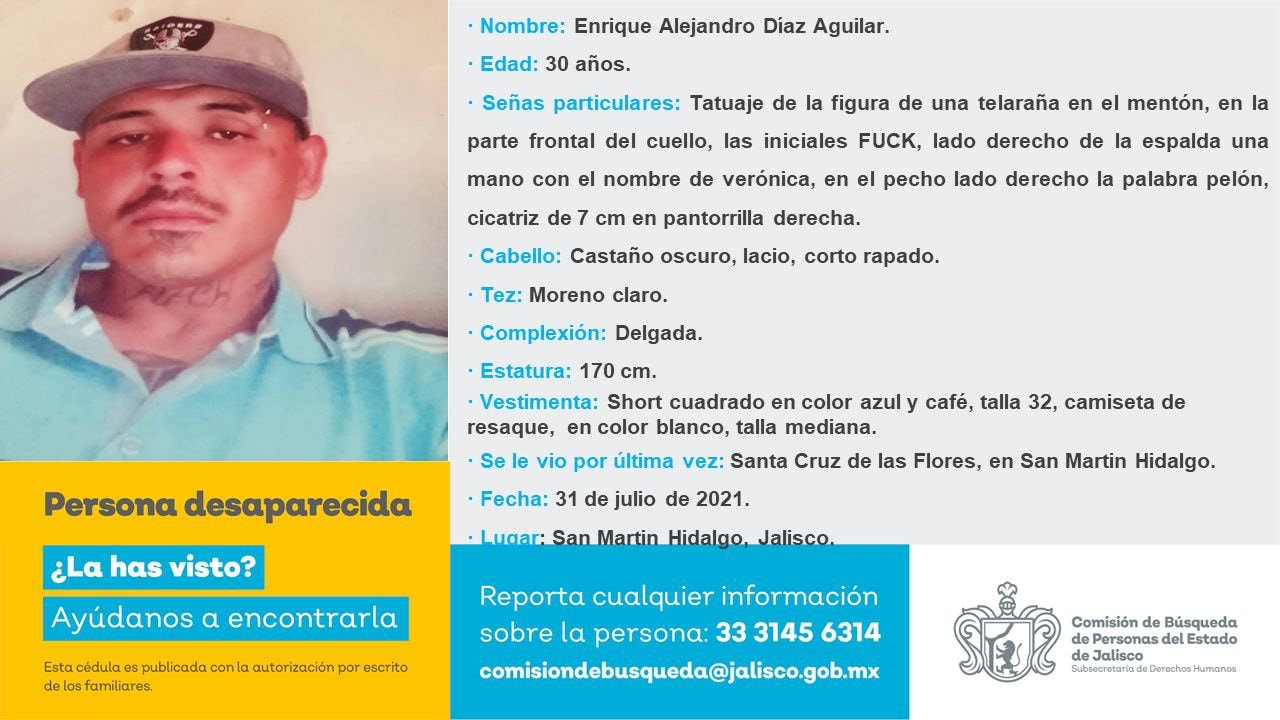 RAIDERS
· Nombre: Enrique Alejandro Díaz Aguilar.
· Edad: 30 años.
· Señas particulares: Tatuaje de la figura de una telaraña en el mentón, en la
parte frontal del cuello, las iniciales FUCK, lado derecho de la espalda una
mano con el nombre de verónica, en el pecho lado derecho la palabra pelón,
cicatriz de 7 cm en pantorrilla derecha.
· Cabello: Castaño oscuro, lacio, corto rapado.
· Tez: Moreno claro.
· Complexión: Delgada.
· Estatura: 170 cm.
· Vestimenta: Short cuadrado en color azul y café, talla 32, camiseta de
resaque, en color blanco, talla mediana.
· Se le vio por última vez: Santa Cruz de las Flores, en San Martin Hidalgo.
· Fecha: 31 de julio de 2021.
· Lugar: San Martin Hidalgo, Jalisco.
Persona desaparecida
¿La has visto?
Ayúdanos a encontrarla
Esta cédula es publicada con la autorización por escrito
de los familiares.
Reporta cualquier información
sobre la persona: 33 3145 6314
comisiondebusqueda@jalisco.gob.mx
Comisión de Búsqueda
de Personas del Estado
de Jalisco
Subsecretaría de Derechos Humanos